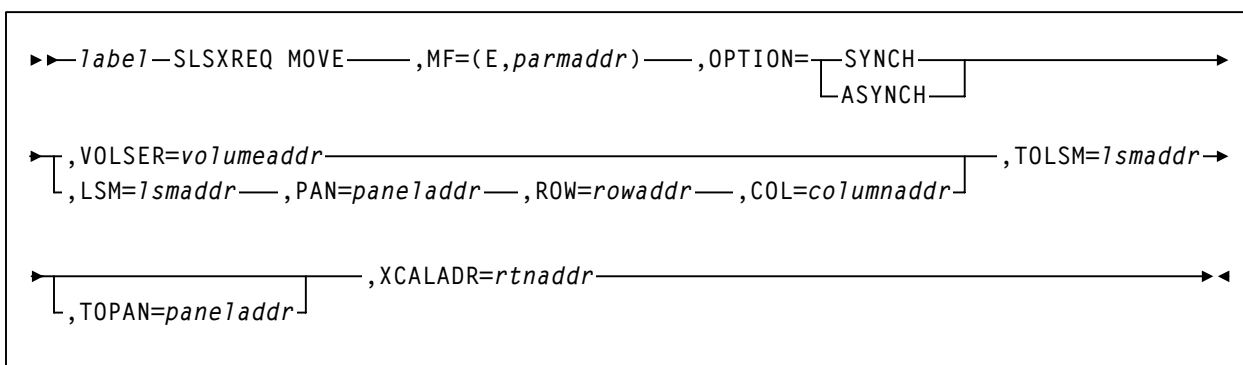 label SLSXREQ MOVE ,MF=(E,parmaddr) ,OPTION= SYNCH
ASYNCH
,VOLSER=volumeaddr ,TOLSM=lsmaddr
,LSM=lsmaddr ,PAN=paneladdr ,ROW=rowaddr ,COL=columnaddr
,XCALADR=rtnaddr
,TOPAN=paneladdr